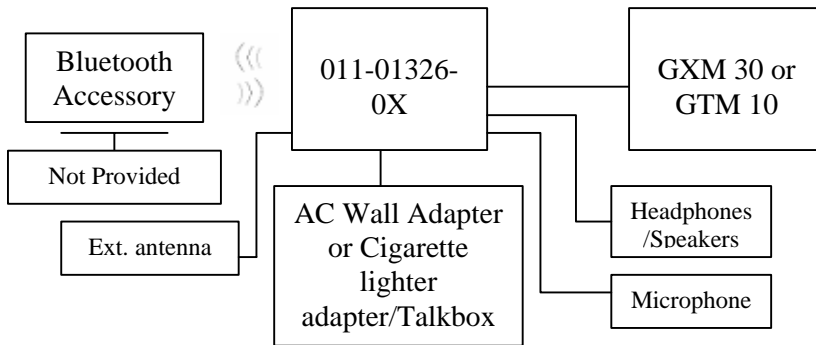 Bluetooth
Accessory
011-01326-
0X
GXM 30 or
GTM 10
Not Provided
Ext. antenna
AC Wall Adapter
or Cigarette
lighter
adapter/Talkbox
Headphones
/Speakers
Microphone